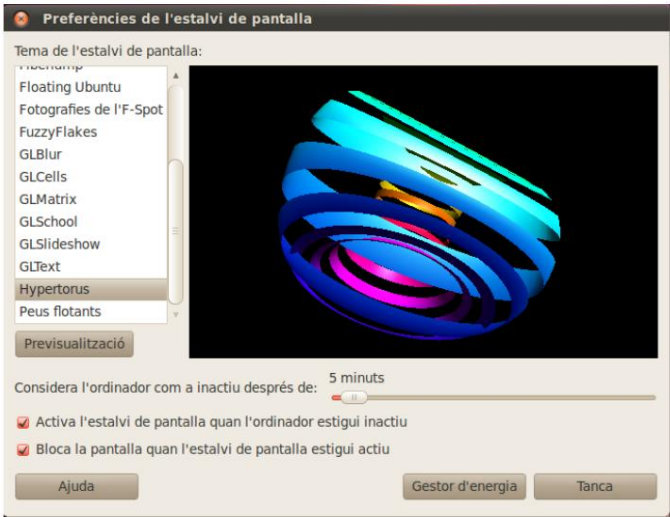 Preferències de l'estalvi de pantalla
Tema de l'estalvi de pantalla:
Floating Ubuntu
Fotografies de l'F-Spot
FuzzyFlakes
GLBlur
GLCells
GLMatrix
GLSchool
GLSlideshow
GLText
Hypertorus
Peus flotants
Previsualització
5 minuts
Considera l'ordinador com a inactiu després de:
Activa l'estalvi de pantalla quan l'ordinador estigui inactiu
Bloca la pantalla quan l'estalvi de pantalla estigui actiu
Ajuda
Gestor d'energia
Tanca